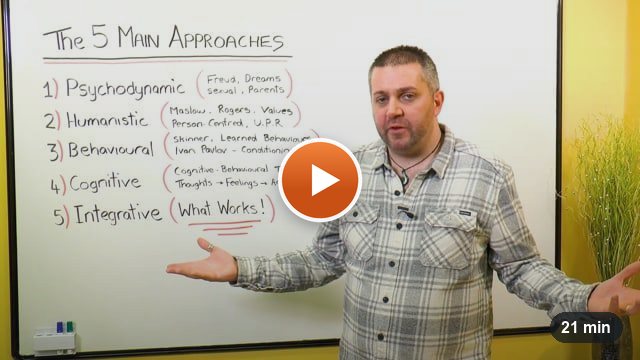 The 5 Main Approaches
1) Psychodynamic (Freud, Dreams
Sexual, Parents)
2) Humanistic (Maslow, Rogers, Values
Person-Centred, U.P.R)
3) Behavioural (Skinner, Learned
Ivan Pavlov -
4) Cognitive (Cognitive-Behavioural
Thoughts → Feelings →
5) Integrative (What Works!)
21 min